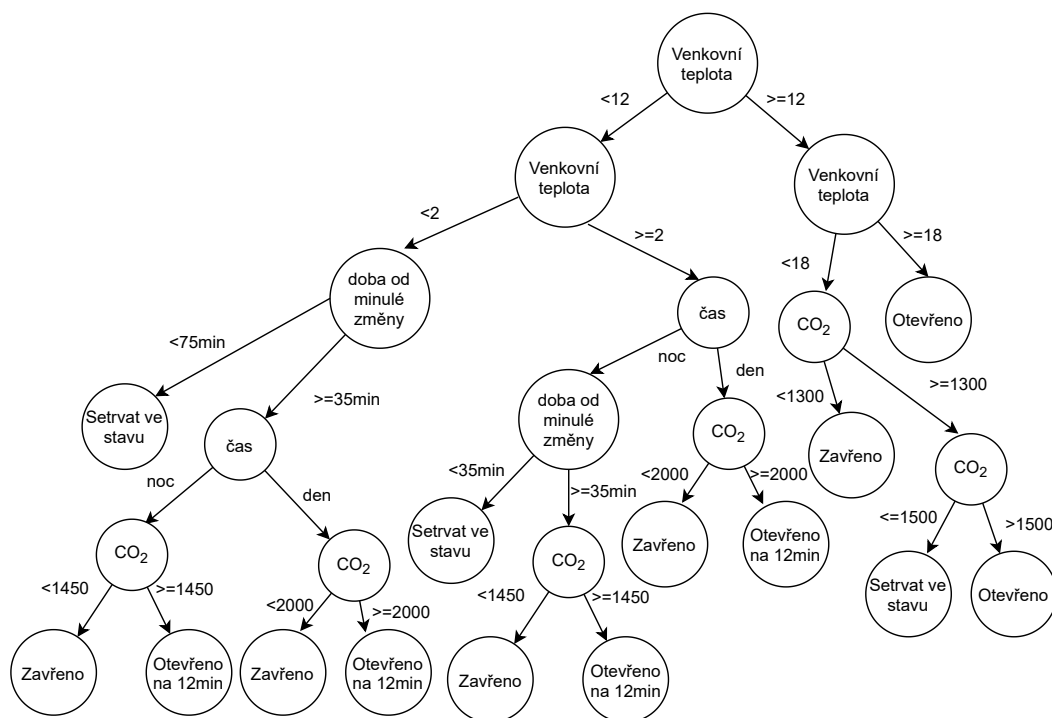 Venkovní
teplota
<12
>=12
Venkovní
teplota
Venkovní
teplota
<2
>=2
<18
>=18
doba od
minulé
změny
čas
CO₂
Otevřeno
<75min
>=35min
noc
den
<1300
>=1300
Setrvat ve
stavu
čas
doba od
minulé
změny
CO₂
Zavřeno
CO₂
noc
den
<35min
>=35min
<2000
>=2000
<=1500
>1500
CO₂
CO₂
Setrvat ve
stavu
CO₂
Zavřeno
Otevřeno
na 12min
Setrvat ve
stavu
Otevřeno
<1450
>=1450
<2000
>=2000
<1450
>=1450
Zavřeno
Otevřeno
na 12min
Zavřeno
Otevřeno
na 12min
Zavřeno
Otevřeno
na 12min